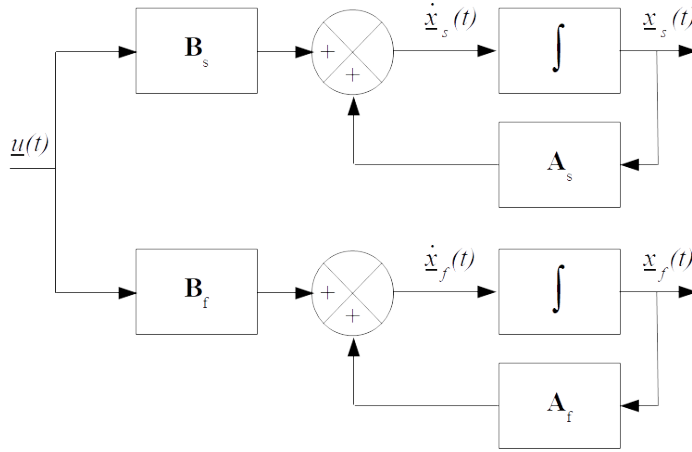 ẋ_s(t)
x_s(t)
B_s
+
+
∫
u(t)
A_s
ẋ_f(t)
x_f(t)
B_f
+
+
∫
A_f